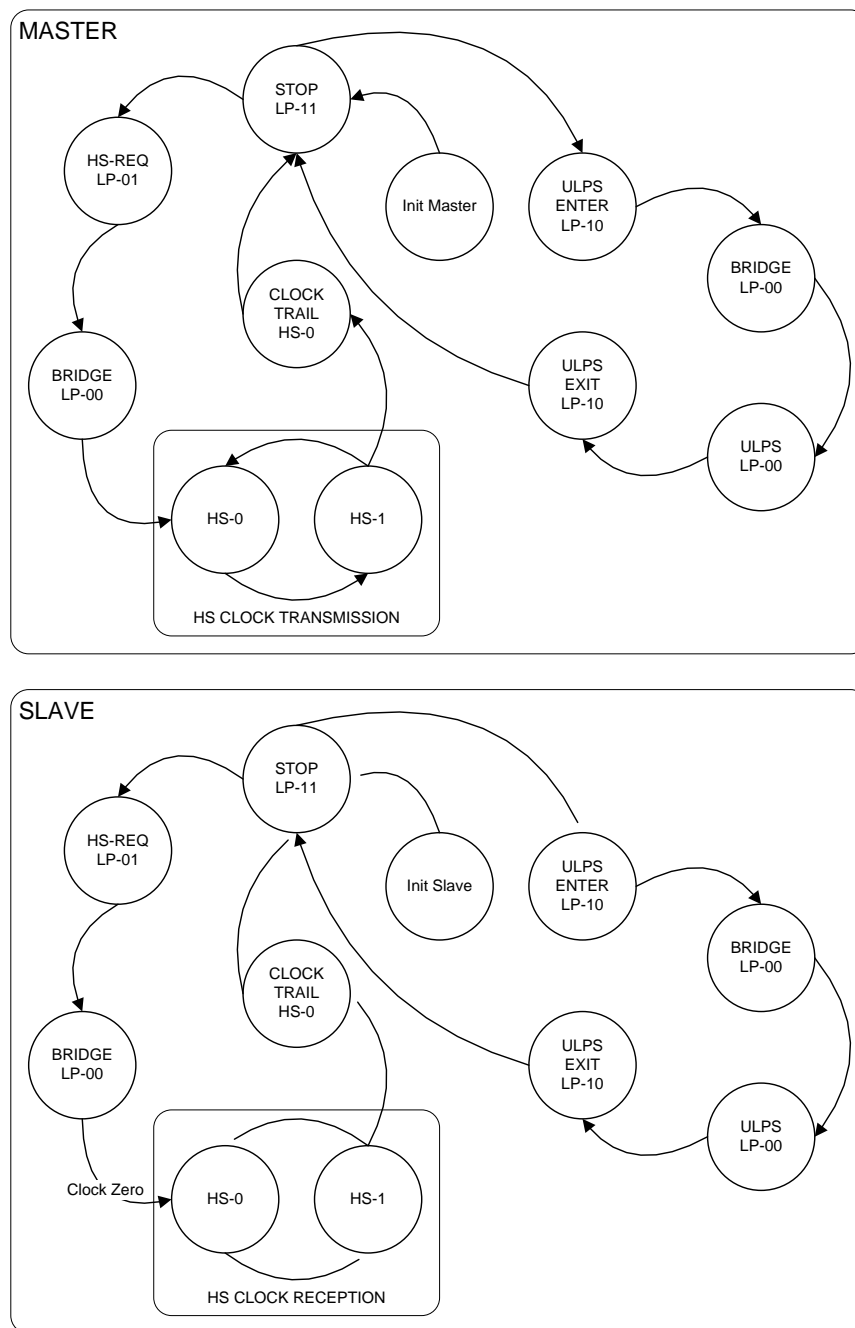 MASTER
STOP
LP-11
HS-REQ
LP-01
Init Master
ULPS
ENTER
LP-10
BRIDGE
LP-00
CLOCK
TRAIL
HS-0
BRIDGE
LP-00
ULPS
EXIT
LP-10
ULPS
LP-00
HS-0
HS-1
HS CLOCK TRANSMISSION
SLAVE
STOP
LP-11
HS-REQ
LP-01
Init Slave
ULPS
ENTER
LP-10
BRIDGE
LP-00
CLOCK
TRAIL
HS-0
BRIDGE
LP-00
ULPS
EXIT
LP-10
ULPS
LP-00
Clock Zero
HS-0
HS-1
HS CLOCK RECEPTION